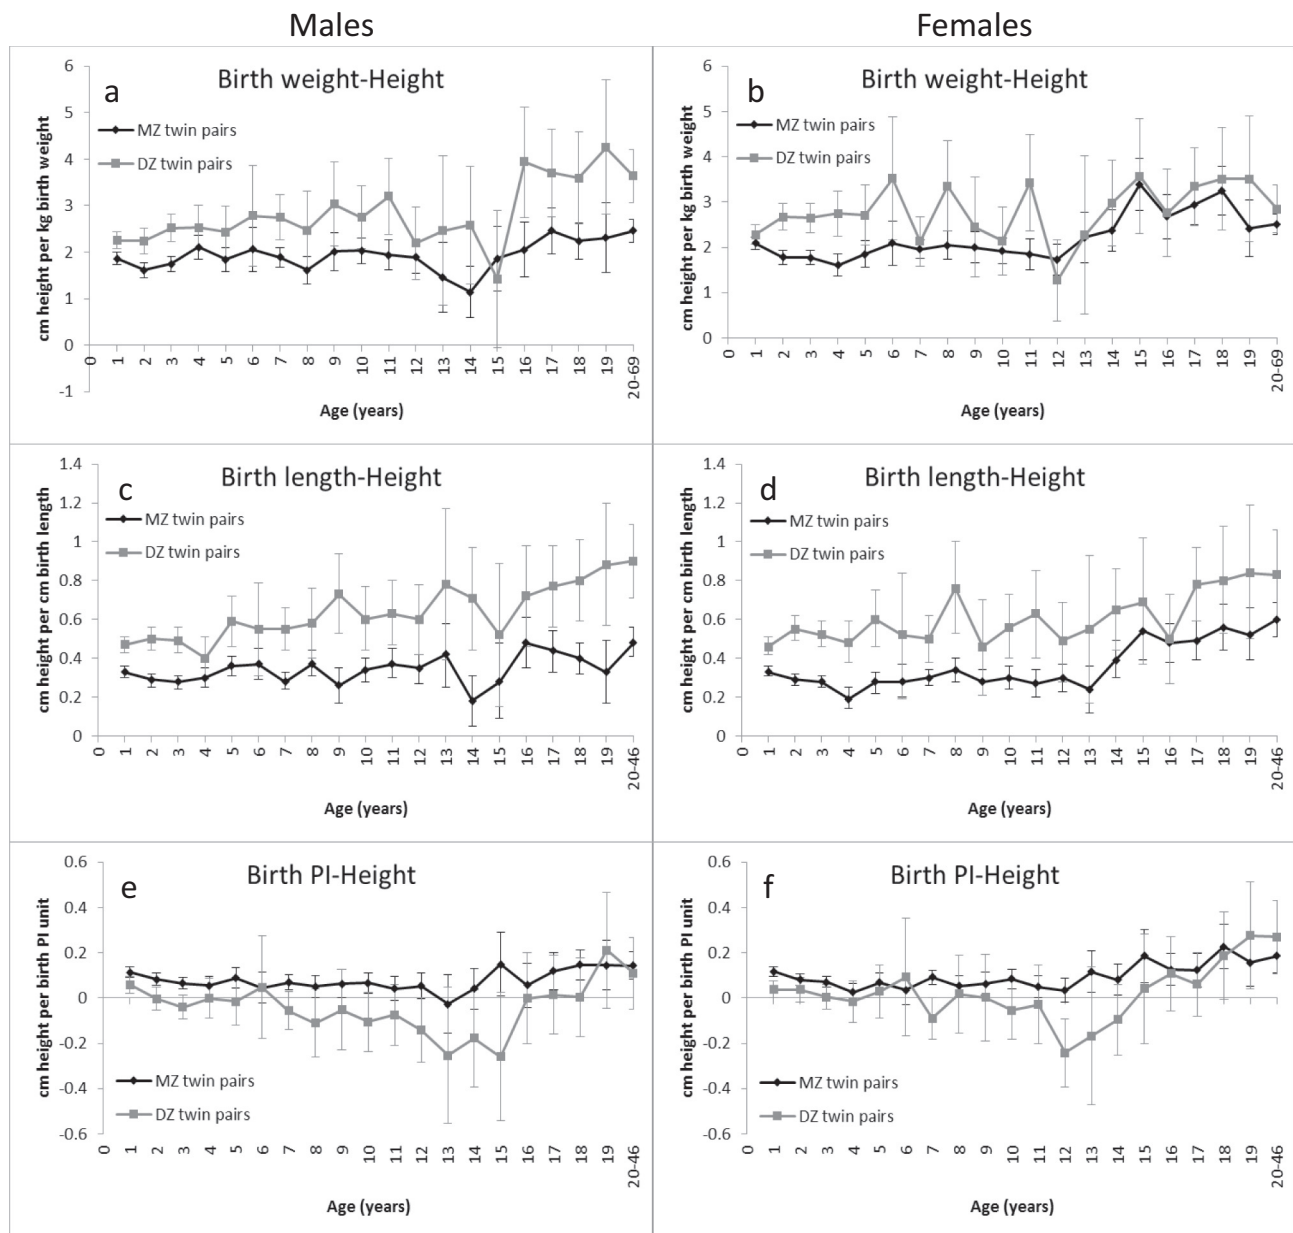 Males
Females
a
Birth weight-Height
MZ twin pairs
DZ twin pairs
cm height per kg birth weight
6
5
4
3
2
1
0
-1
0 1 2 3 4 5 6 7 8 9 10 11 12 13 14 15 16 17 18 19 20-69
Age (years)
b
Birth weight-Height
MZ twin pairs
DZ twin pairs
cm height per kg birth weight
6
5
4
3
2
1
0
0 1 2 3 4 5 6 7 8 9 10 11 12 13 14 15 16 17 18 19 20-69
Age (years)
c
Birth length-Height
MZ twin pairs
DZ twin pairs
cm height per cm birth length
1.4
1.2
1
0.8
0.6
0.4
0.2
0
0 1 2 3 4 5 6 7 8 9 10 11 12 13 14 15 16 17 18 19 20-46
Age (years)
d
Birth length-Height
MZ twin pairs
DZ twin pairs
cm height per cm birth length
1.4
1.2
1
0.8
0.6
0.4
0.2
0
0 1 2 3 4 5 6 7 8 9 10 11 12 13 14 15 16 17 18 19 20-46
Age (years)
e
Birth PI-Height
MZ twin pairs
DZ twin pairs
cm height per birth PI unit
0.6
0.4
0.2
0
-0.2
-0.4
-0.6
0 1 2 3 4 5 6 7 8 9 10 11 12 13 14 15 16 17 18 19 20-46
Age (years)
f
Birth PI-Height
MZ twin pairs
DZ twin pairs
cm height per birth PI unit
0.6
0.4
0.2
0
-0.2
-0.4
-0.6
0 1 2 3 4 5 6 7 8 9 10 11 12 13 14 15 16 17 18 19 20-46
Age (years)